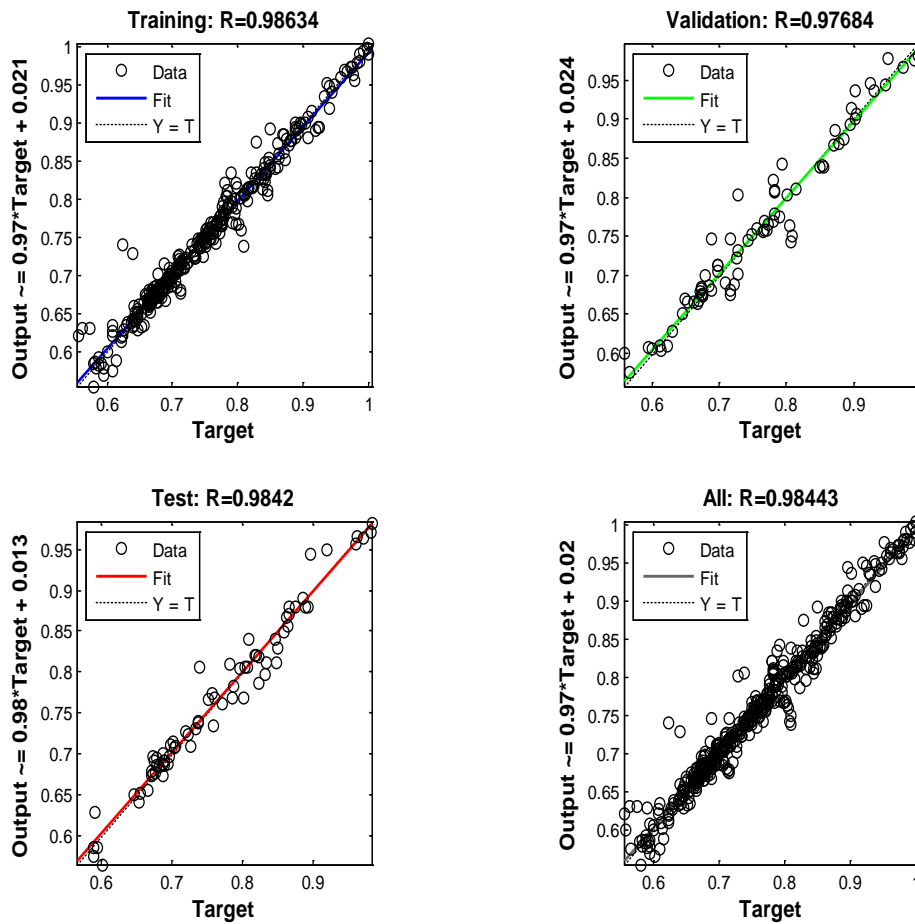 Training: R=0.98634
Output ~= 0.97*Target + 0.021
1
0.95
0.9
0.85
0.8
0.75
0.7
0.65
0.6
Data
Fit
Y = T
0.6 0.7 0.8 0.9 1
Target
Validation: R=0.97684
Output ~= 0.97*Target + 0.024
0.95
0.9
0.85
0.8
0.75
0.7
0.65
0.6
Data
Fit
Y = T
0.6 0.7 0.8 0.9
Target
Test: R=0.9842
Output ~= 0.98*Target + 0.013
0.95
0.9
0.85
0.8
0.75
0.7
0.65
0.6
Data
Fit
Y = T
0.6 0.7 0.8 0.9
Target
All: R=0.98443
Output ~= 0.97*Target + 0.02
1
0.95
0.9
0.85
0.8
0.75
0.7
0.65
0.6
Data
Fit
Y = T
0.6 0.7 0.8 0.9 1
Target